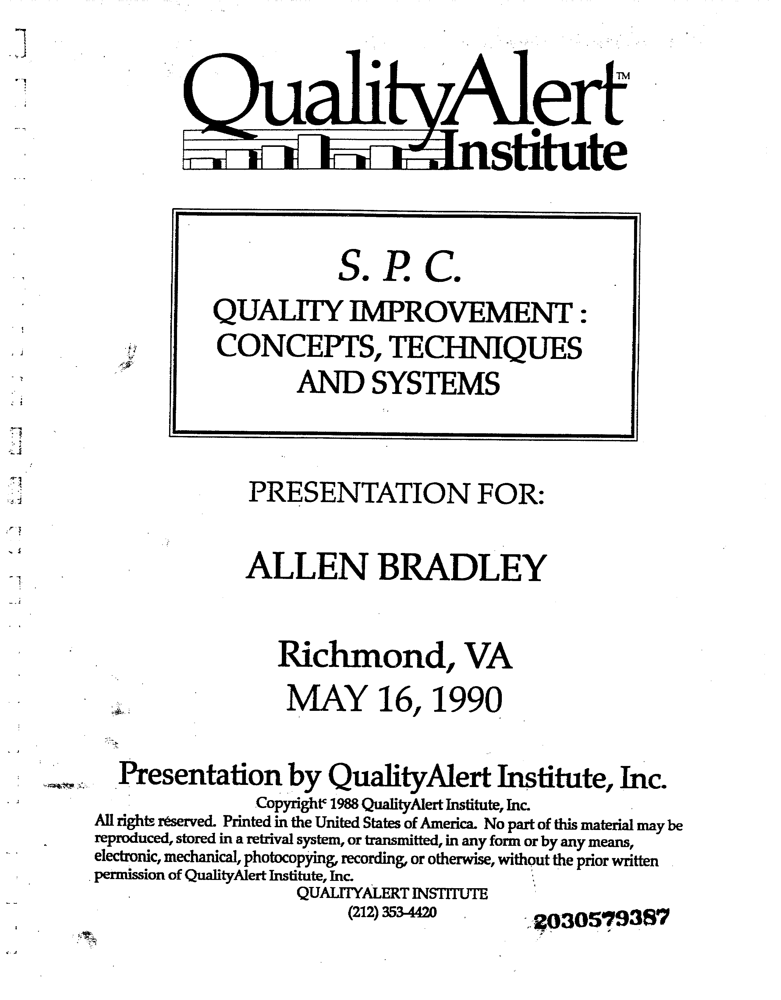 QualityAlert™
Institute
S. P. C.
QUALITY IMPROVEMENT :
CONCEPTS, TECHNIQUES
AND SYSTEMS
PRESENTATION FOR:
ALLEN BRADLEY
Richmond, VA
MAY 16, 1990
Presentation by QualityAlert Institute, Inc.
Copyright© 1988 QualityAlert Institute, Inc.
All rights reserved. Printed in the United States of America. No part of this material may be
reproduced, stored in a retrival system, or transmitted, in any form or by any means,
electronic, mechanical, photocopying, recording, or otherwise, without the prior written
permission of QualityAlert Institute, Inc.
QUALITYALERT INSTITUTE
(212) 353-4420
2030579387